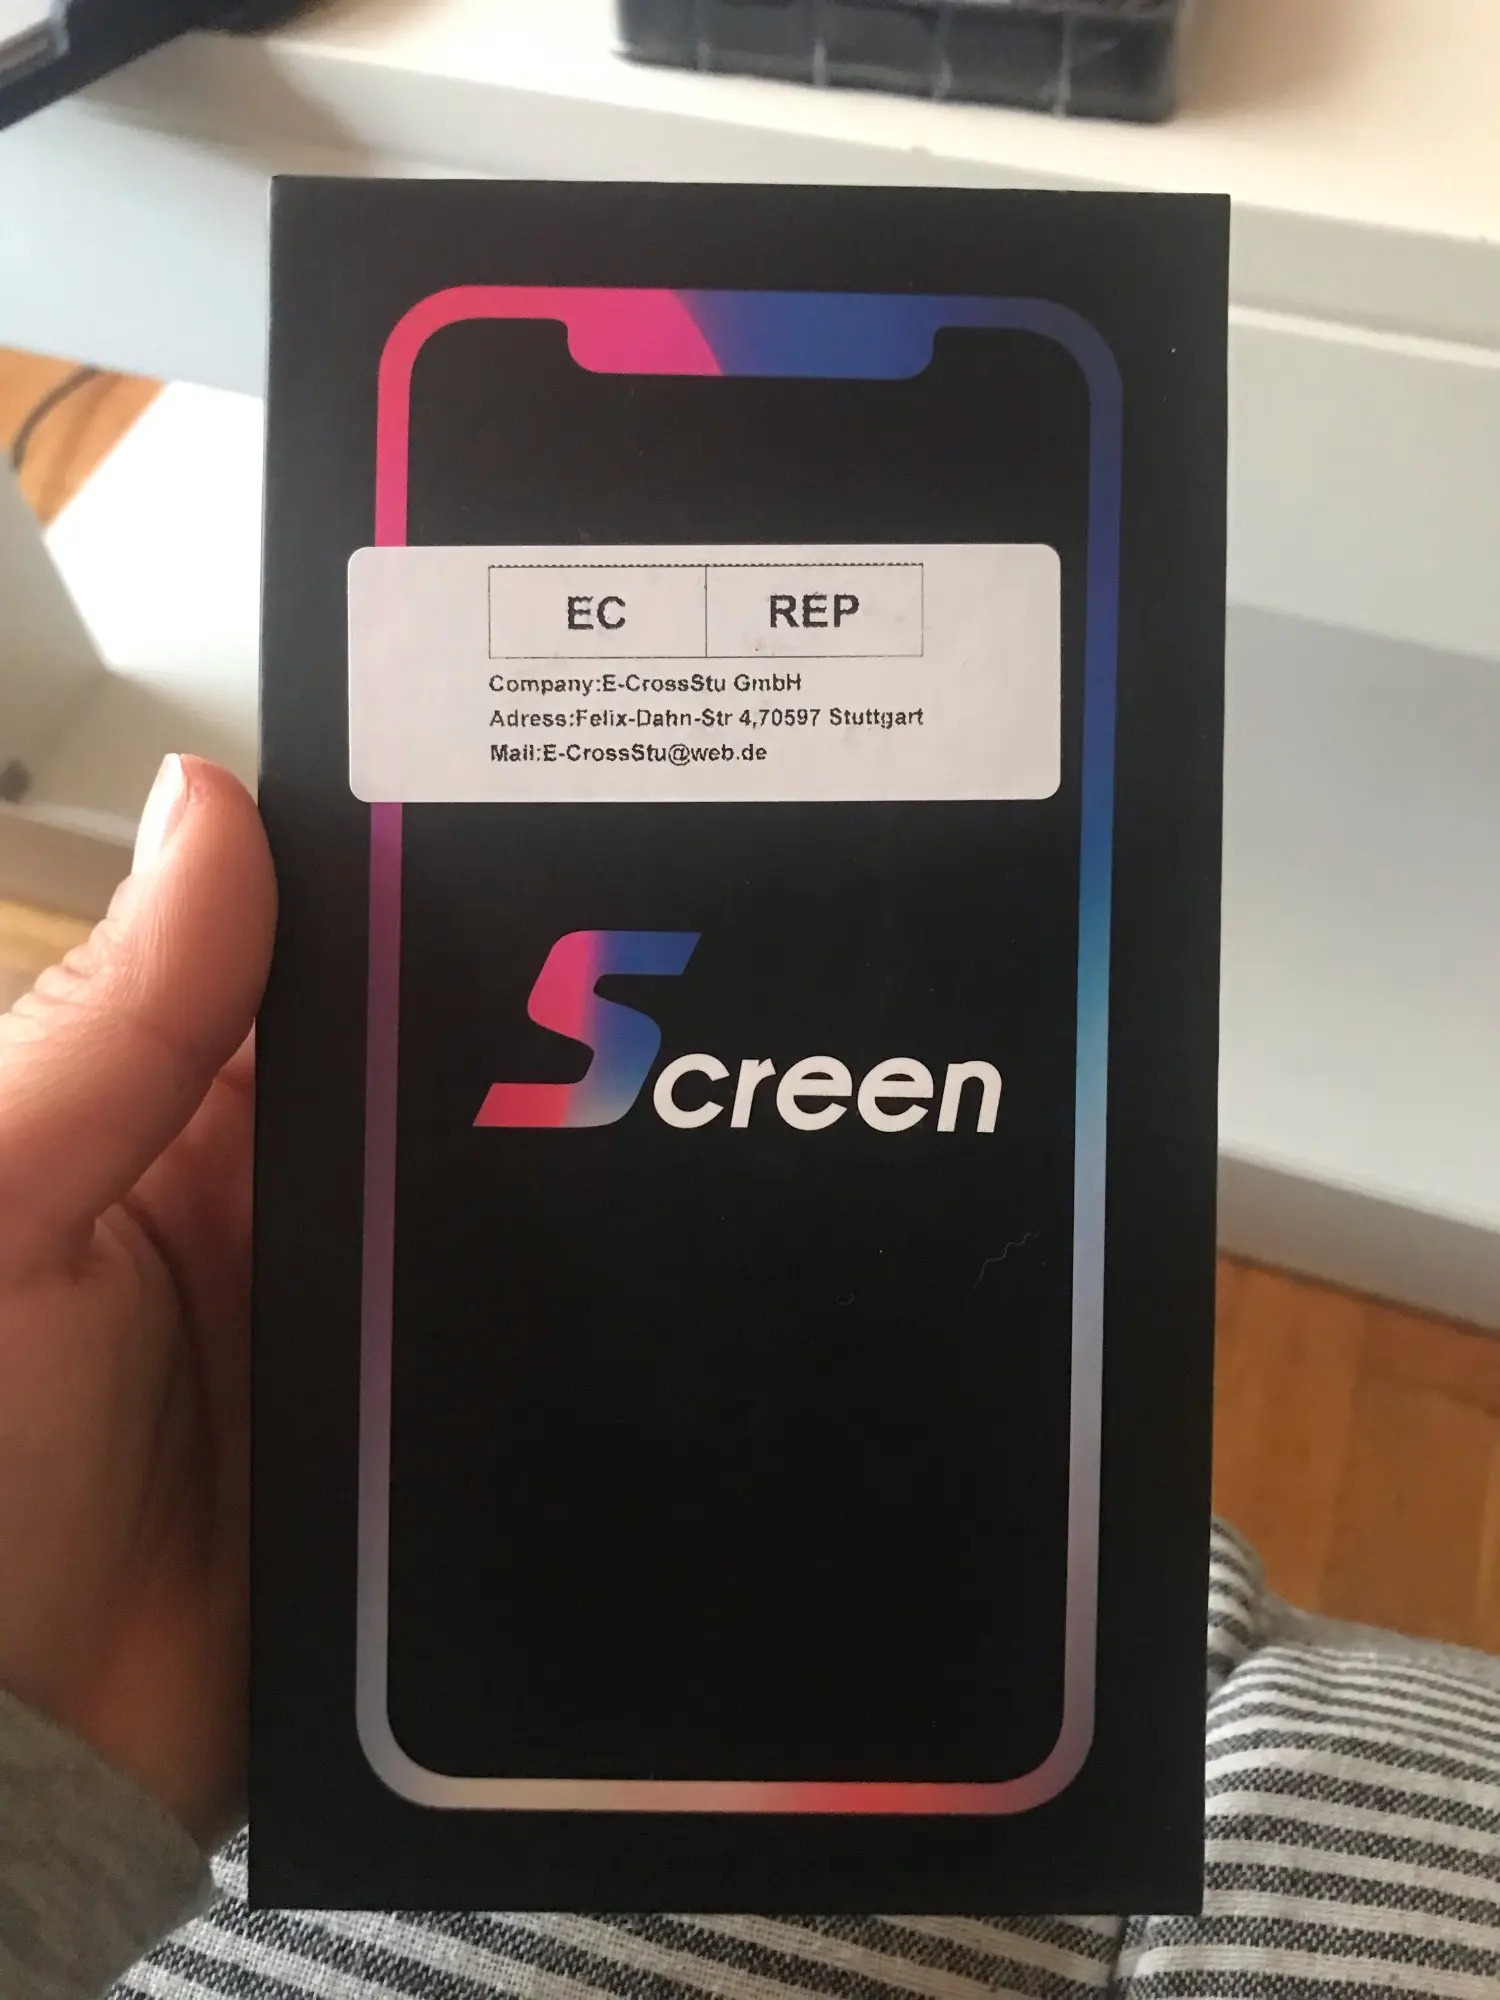 EC REP
Company:E-CrossStu GmbH
Adress:Felix-Dahn-Str 4,70597 Stuttgart
Mail:E-CrossStu@web.de
Screen